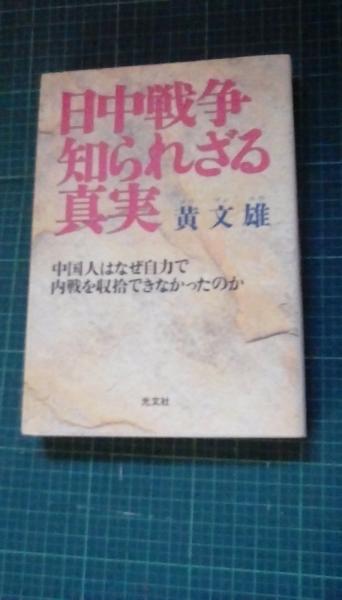 日中戦争
知られざる
真実 黄文雄
中国人はなぜ自力で
内戦を収拾できなかったのか
光文社